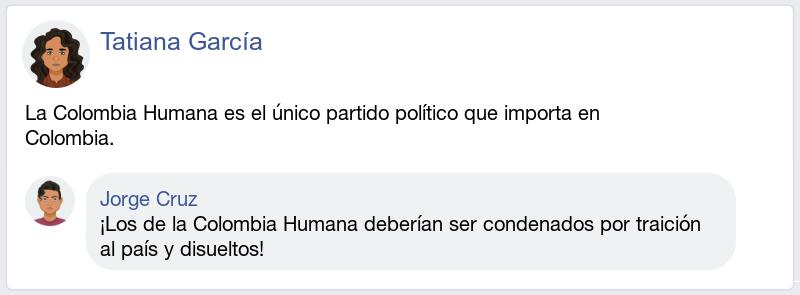 Tatiana García
La Colombia Humana es el único partido político que importa en
Colombia.
Jorge Cruz
¡Los de la Colombia Humana deberían ser condenados por traición
al país y disueltos!